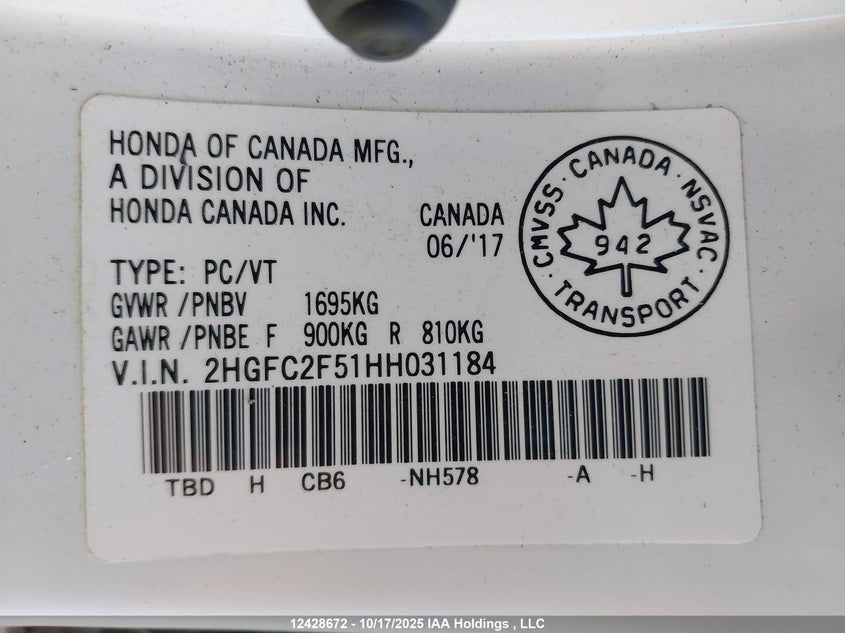 HONDA OF CANADA MFG.,
A DIVISION OF
HONDA CANADA INC. CANADA
06/'17
TYPE: PC/VT
GVWR /PNBV 1695KG
GAWR /PNBE F 900KG R 810KG
V.I.N. 2HGFC2F51HH031184
TBD H CB6 -NH578 -A -H
CMVSS · CANADA · NSVAC · TRANSPORT ·
942
12428672 - 10/17/2025 IAA Holdings , LLC